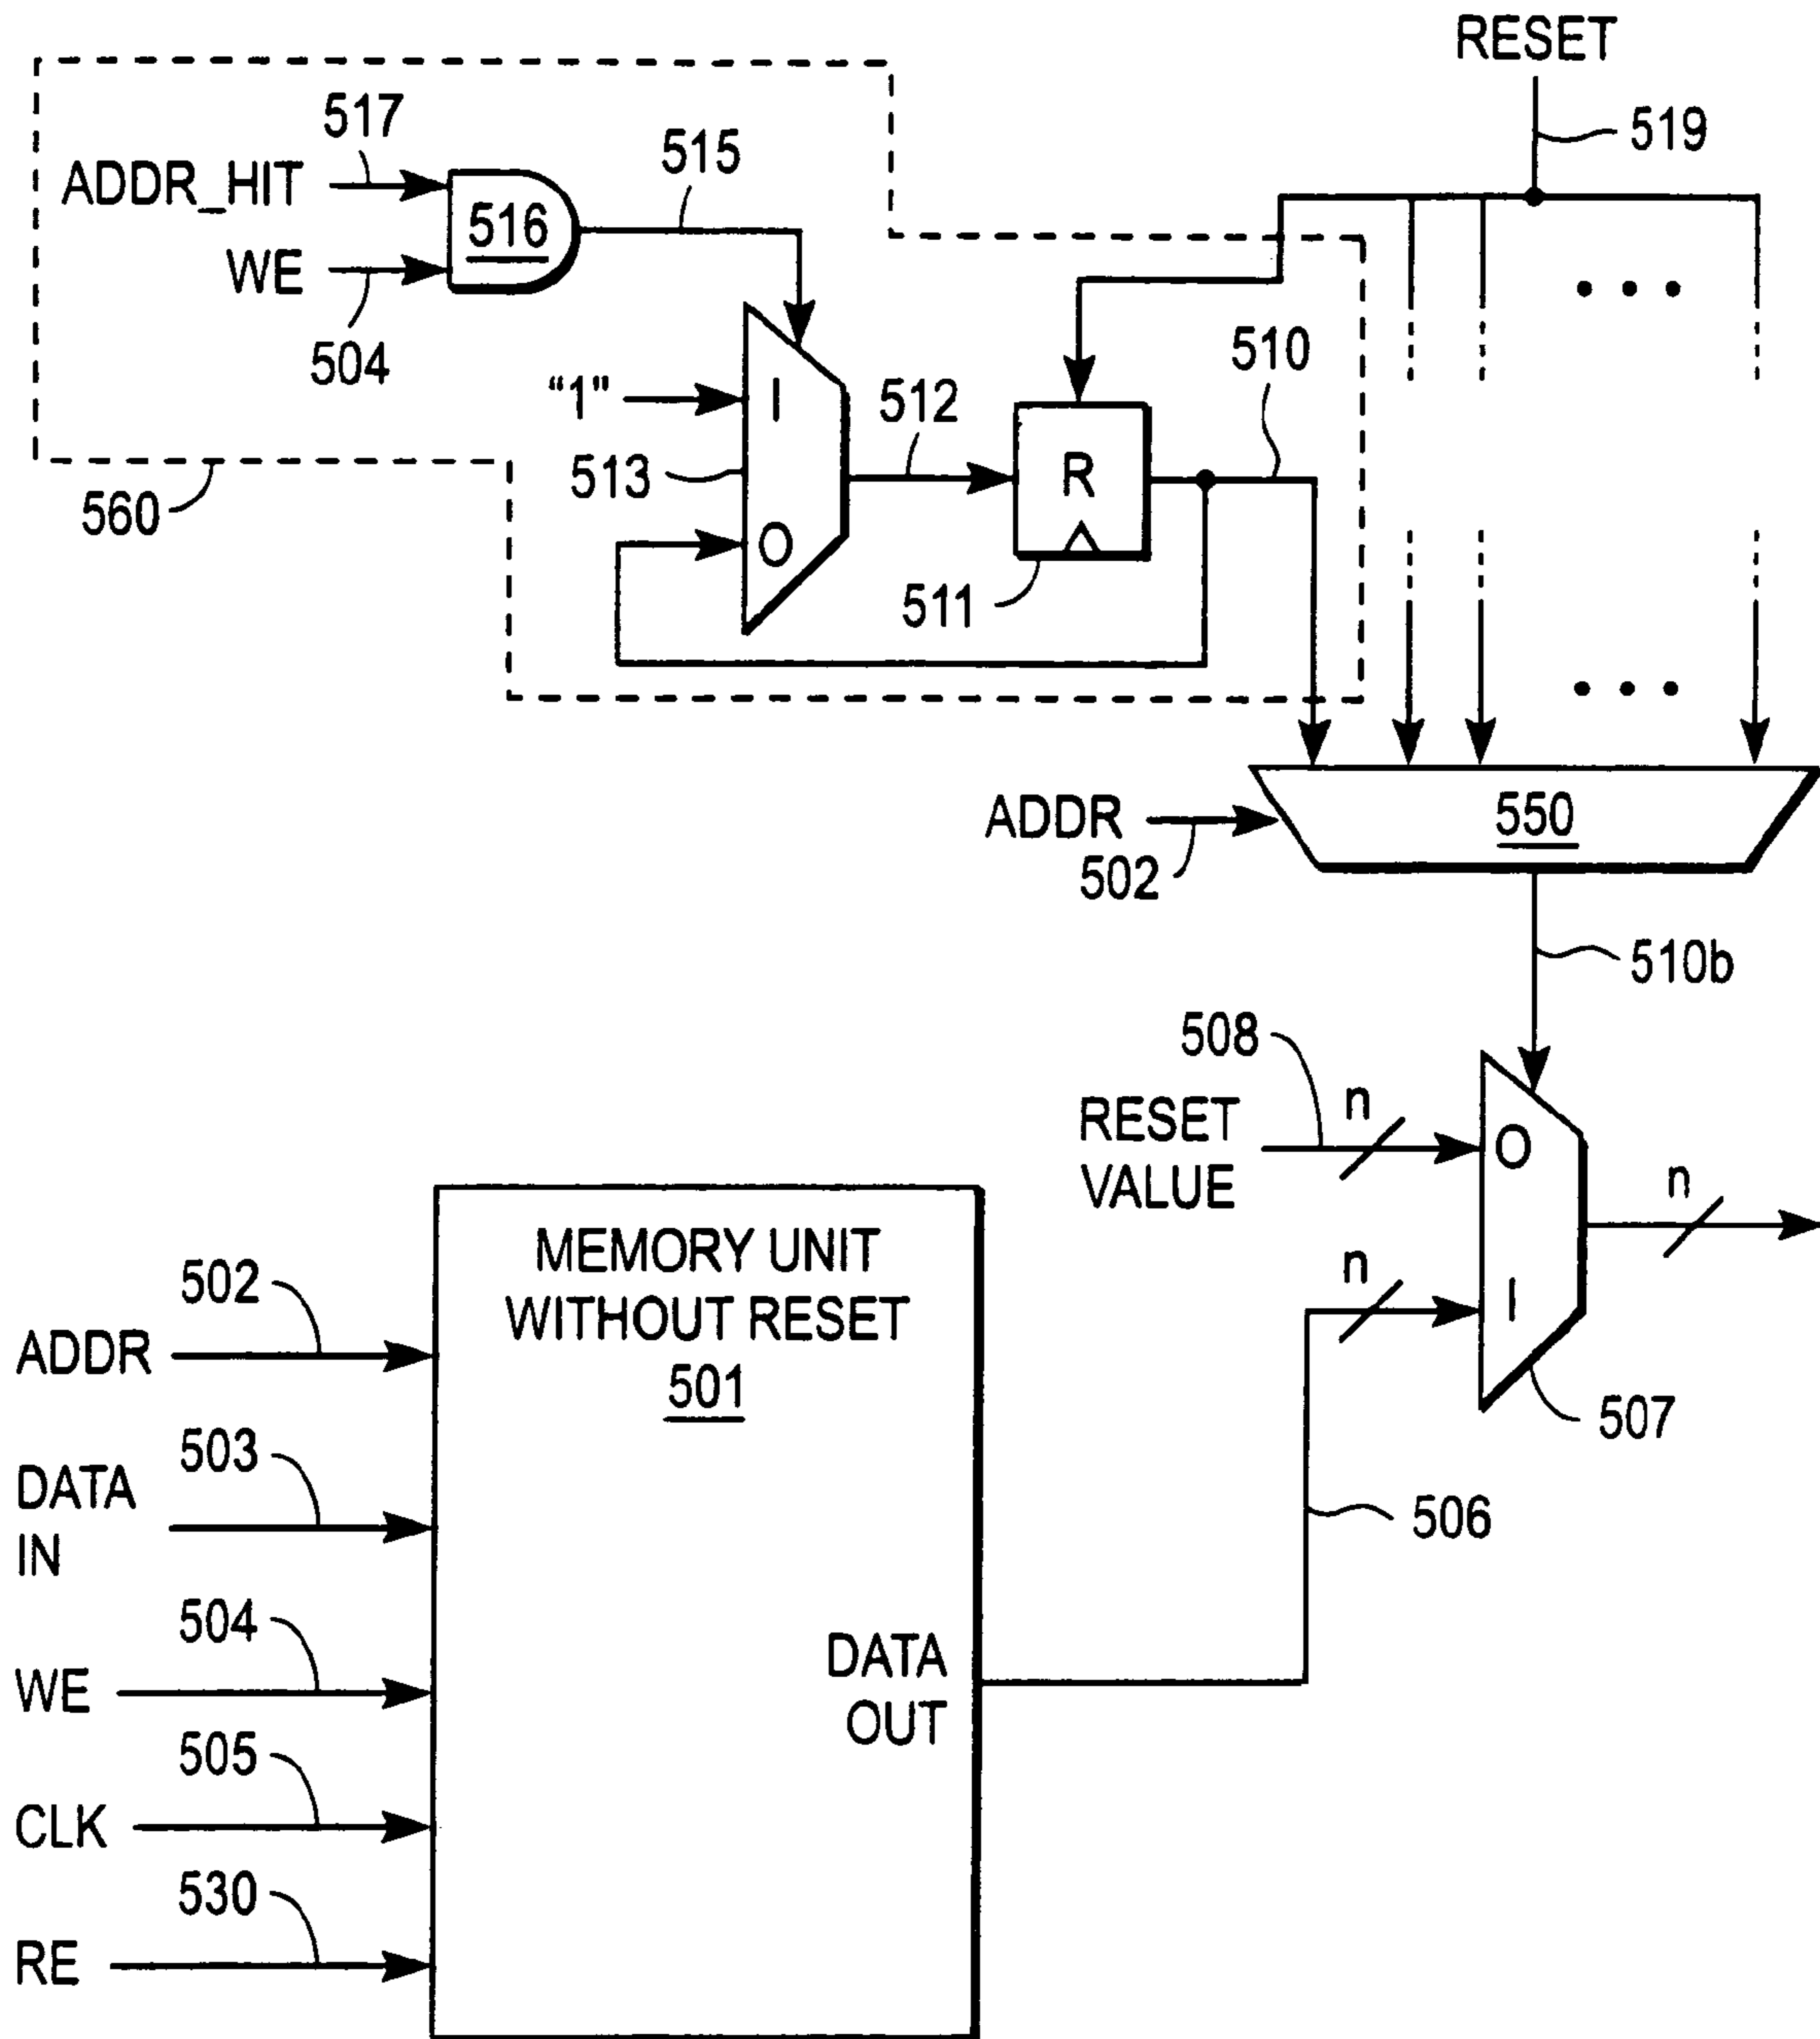 RESET
519
517
ADDR_HIT
515
516
WE
504
510
"1"
I
512
513
R
O
560
511
• • •
• • •
ADDR
550
502
510b
508
n
RESET
VALUE
O
n
n
I
507
MEMORY UNIT
WITHOUT RESET
501
502
ADDR
503
DATA
IN
506
504
WE
DATA
OUT
505
CLK
530
RE